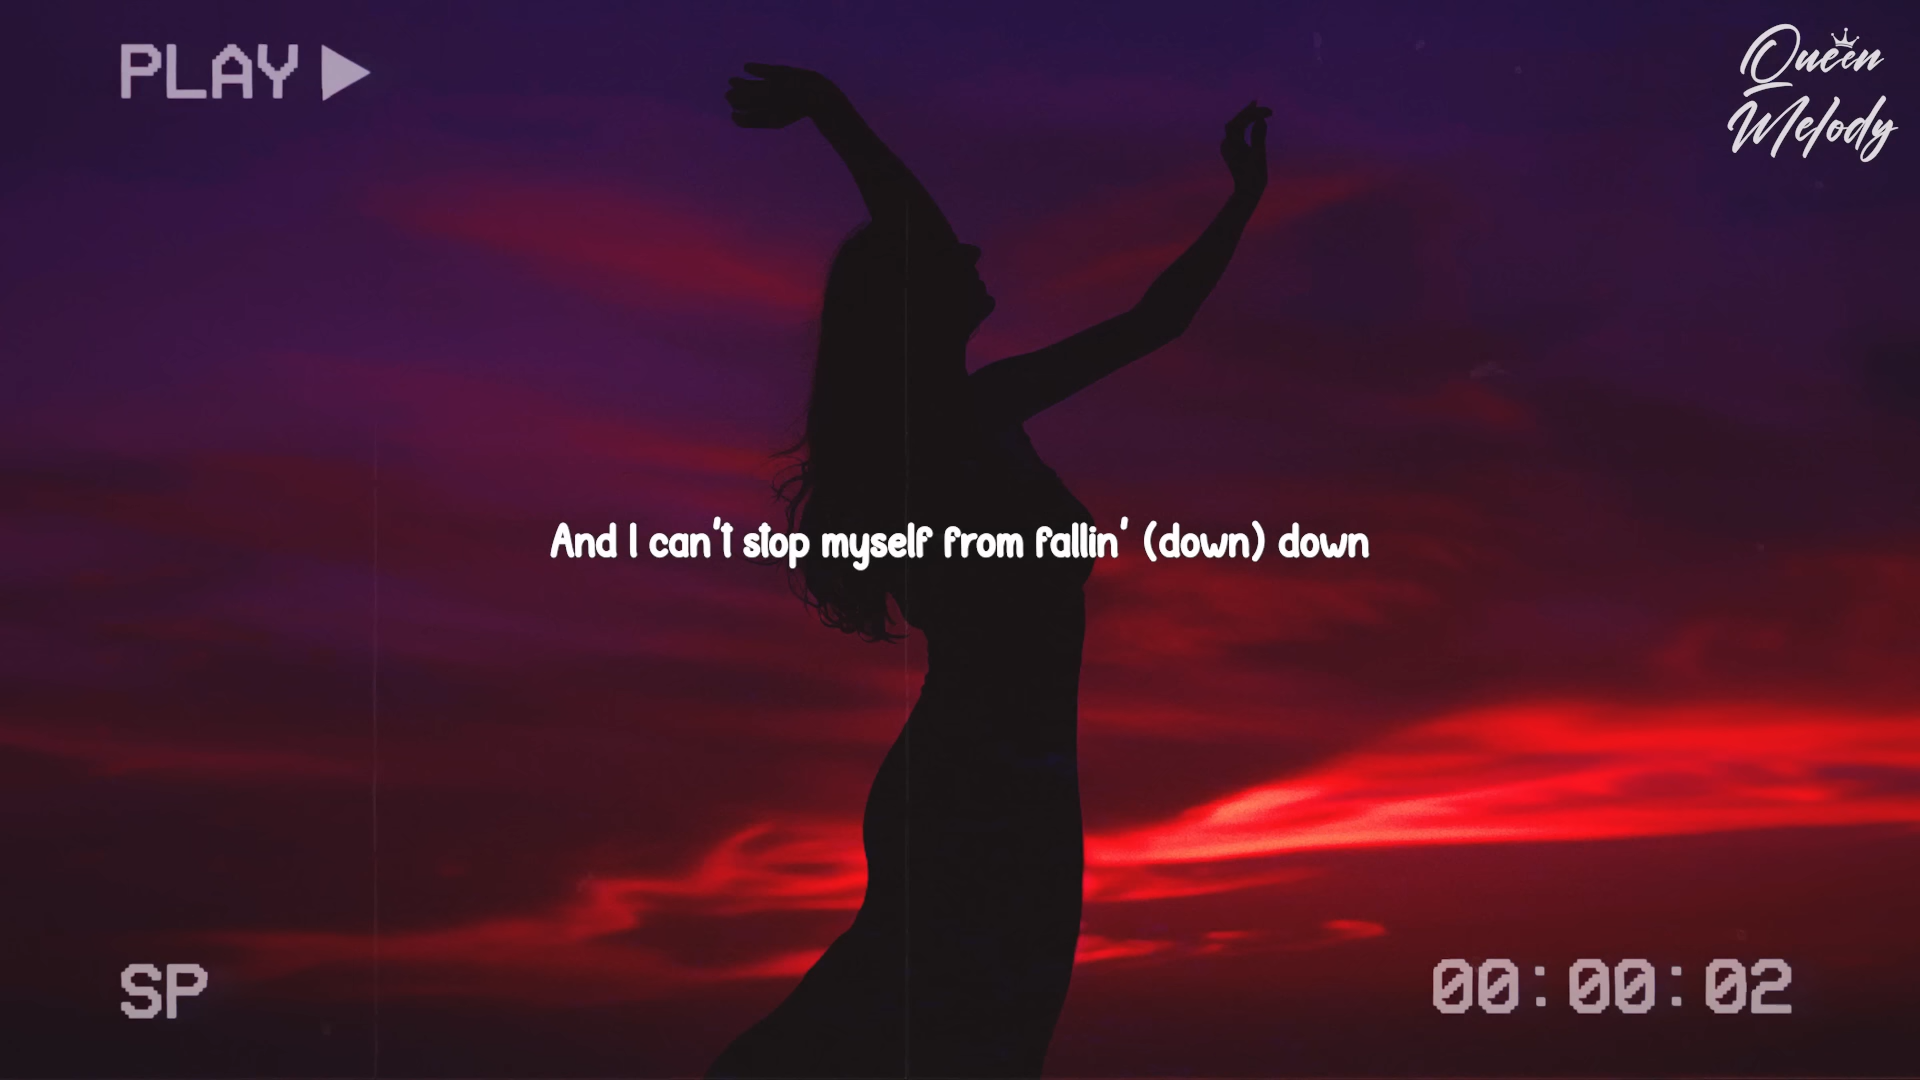 PLAY
Queen
Melody
And I can't stop myself from fallin' (down) down
SP
00:00:02